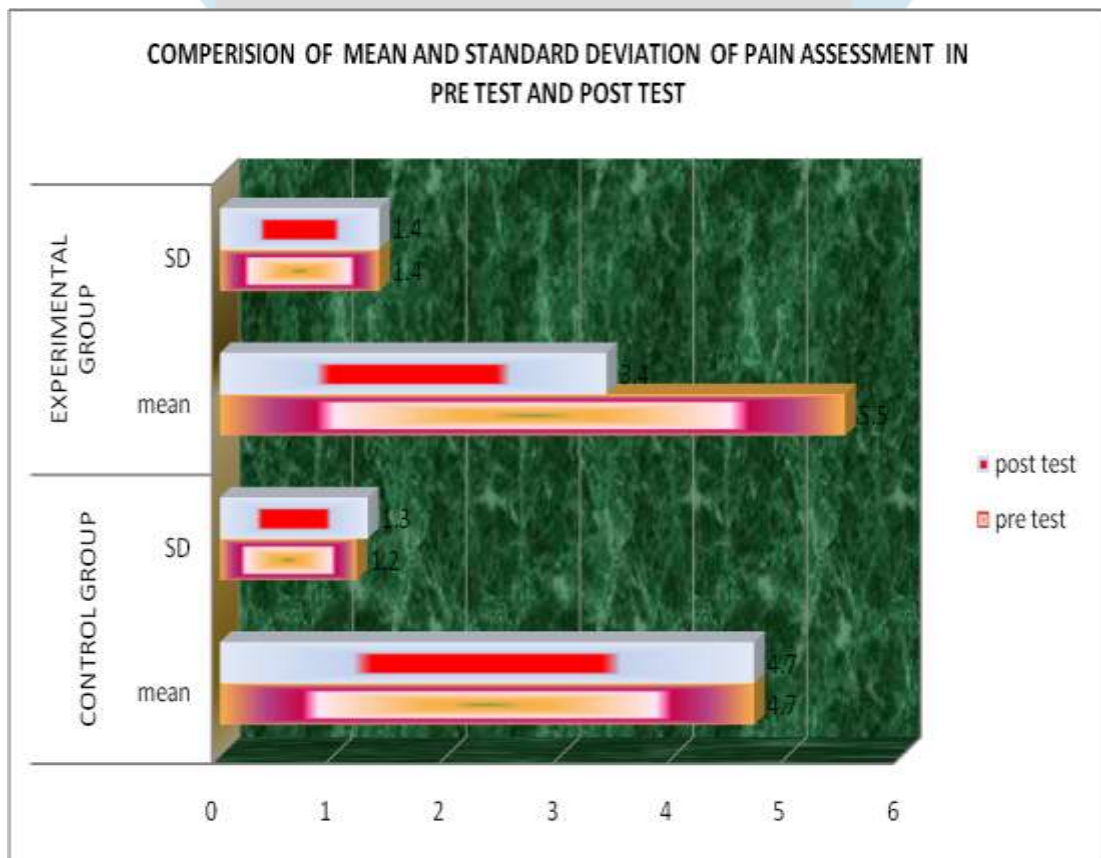 COMPERISION OF MEAN AND STANDARD DEVIATION OF PAIN ASSESSMENT IN
PRE TEST AND POST TEST
EXPERIMENTAL
GROUP
SD
1.4
1.4
mean
3.4
5.5
CONTROL GROUP
SD
1.3
1.2
mean
4.7
4.7
0 1 2 3 4 5 6
post test
pre test